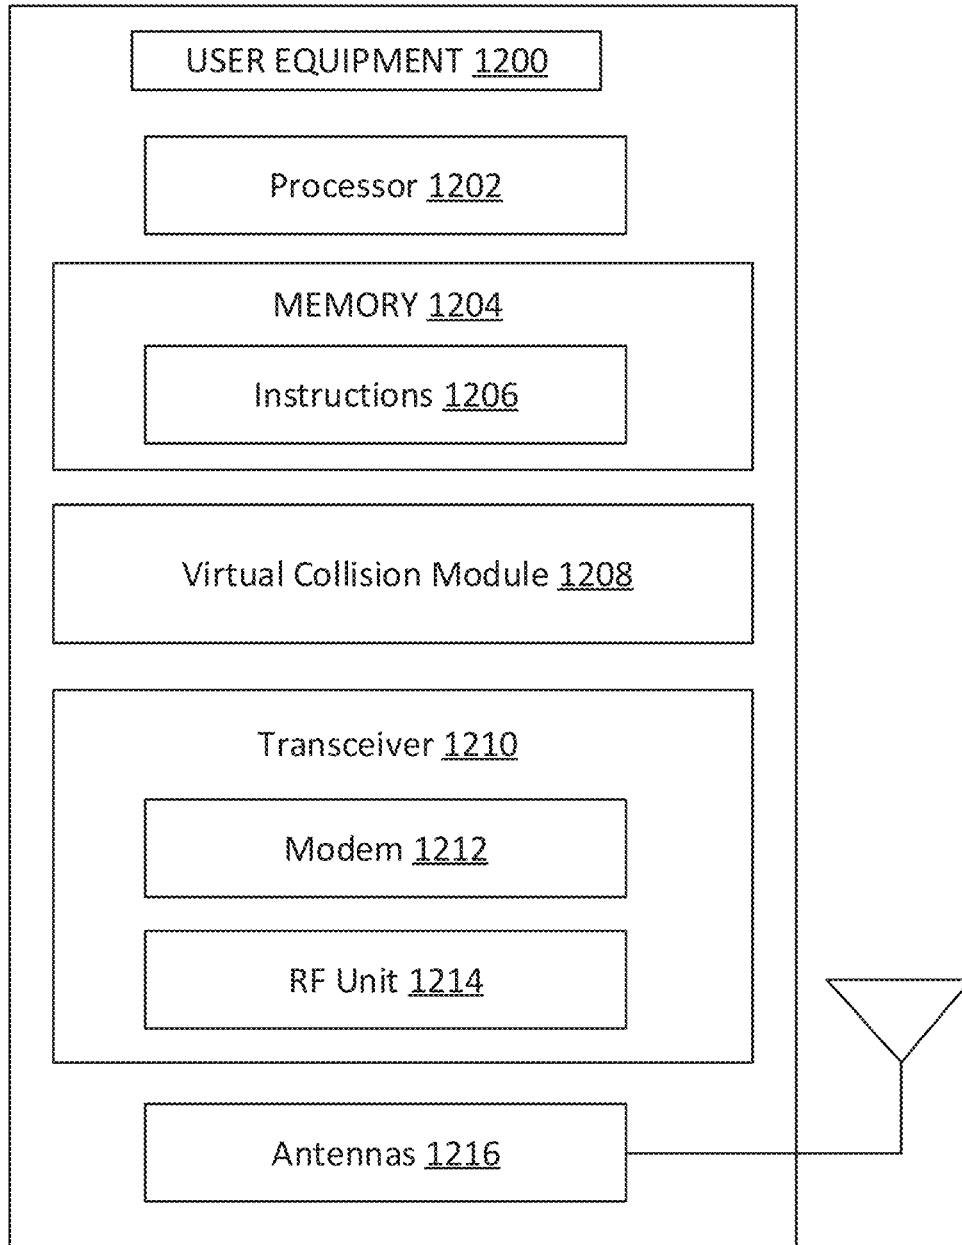 USER EQUIPMENT 1200
Processor 1202
MEMORY 1204
Instructions 1206
Virtual Collision Module 1208
Transceiver 1210
Modem 1212
RF Unit 1214
Antennas 1216